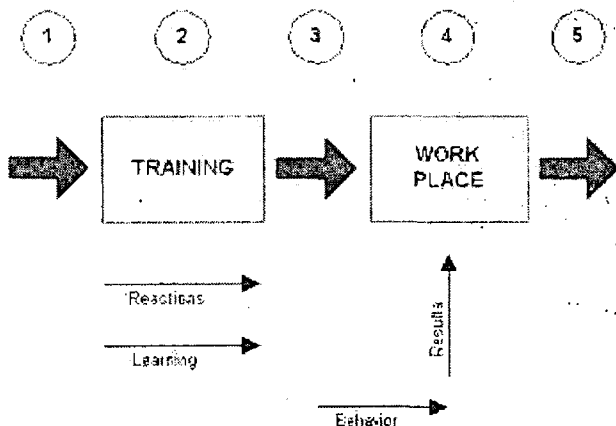 1 2 3 4 5
TRAINING
WORK
PLACE
Reactions
Learning
Results
Behavior